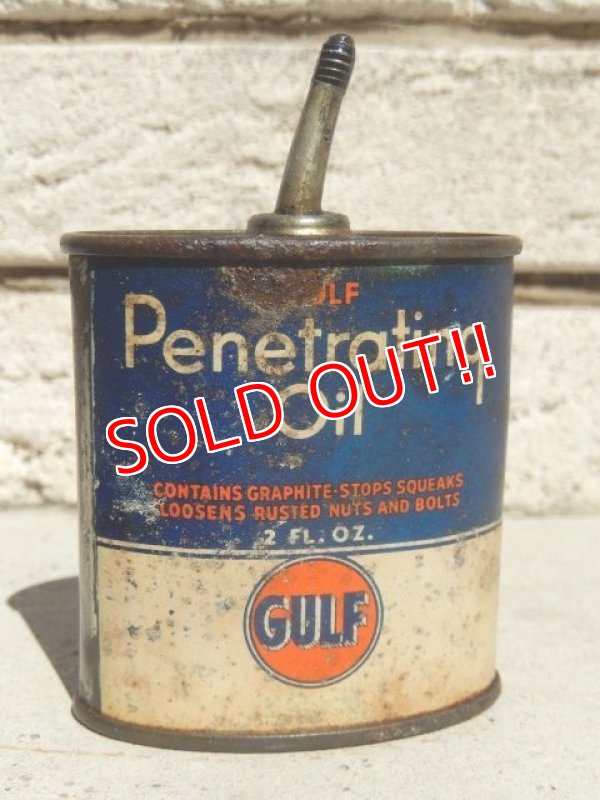 ULF
Penetrating
Oil
SOLD OUT!!
CONTAINS GRAPHITE-STOPS SQUEAKS
LOOSENS RUSTED NUTS AND BOLTS
2 FL. OZ.
GULF